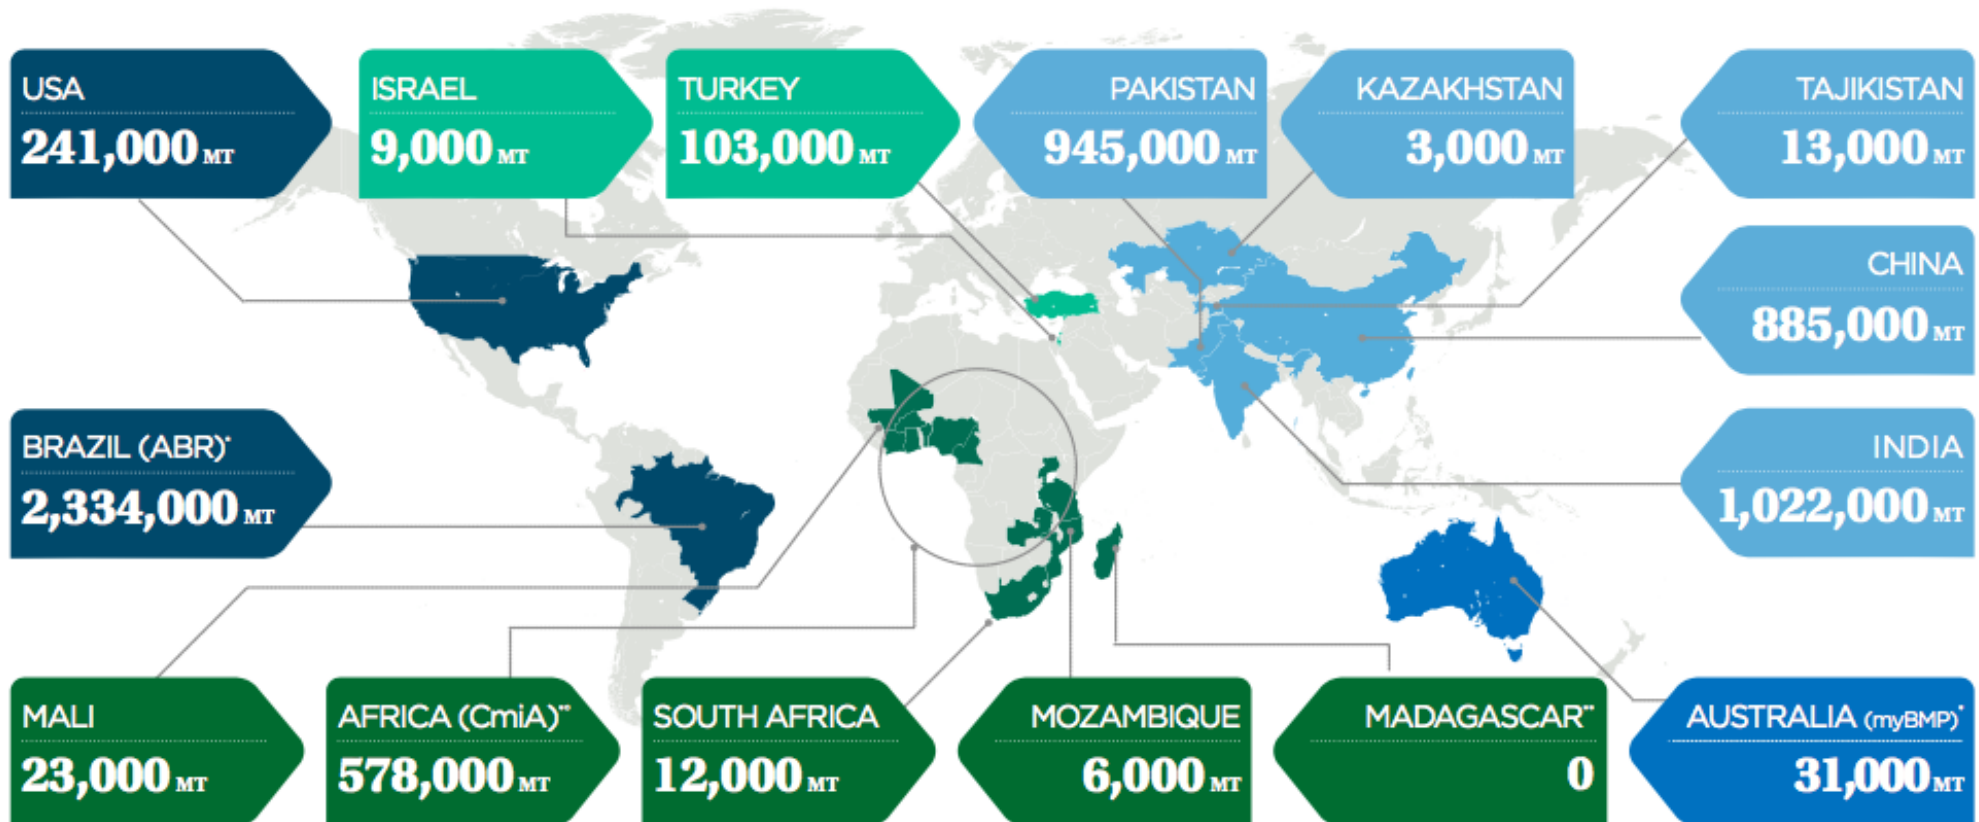 USA
241,000 MT
ISRAEL
9,000 MT
TURKEY
103,000 MT
PAKISTAN
945,000 MT
KAZAKHSTAN
3,000 MT
TAJIKISTAN
13,000 MT
CHINA
885,000 MT
BRAZIL (ABR)*
2,334,000 MT
INDIA
1,022,000 MT
MALI
23,000 MT
AFRICA (CmiA)**
578,000 MT
SOUTH AFRICA
12,000 MT
MOZAMBIQUE
6,000 MT
MADAGASCAR**
0
AUSTRALIA (myBMP)*
31,000 MT